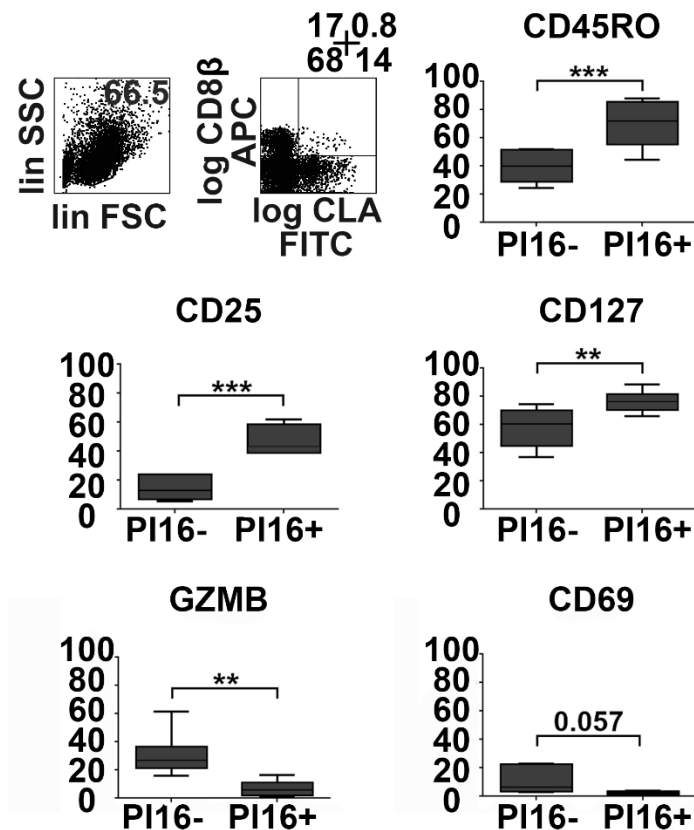 17 0.8
68 14
66.5
lin SSC
lin FSC
log CD8β
APC
log CLA
FITC
CD45RO
100
80
60
40
20
0
***
PI16- PI16+
CD25
100
80
60
40
20
0
***
PI16- PI16+
CD127
100
80
60
40
20
0
**
PI16- PI16+
GZMB
100
80
60
40
20
0
**
PI16- PI16+
CD69
100
80
60
40
20
0
0.057
PI16- PI16+